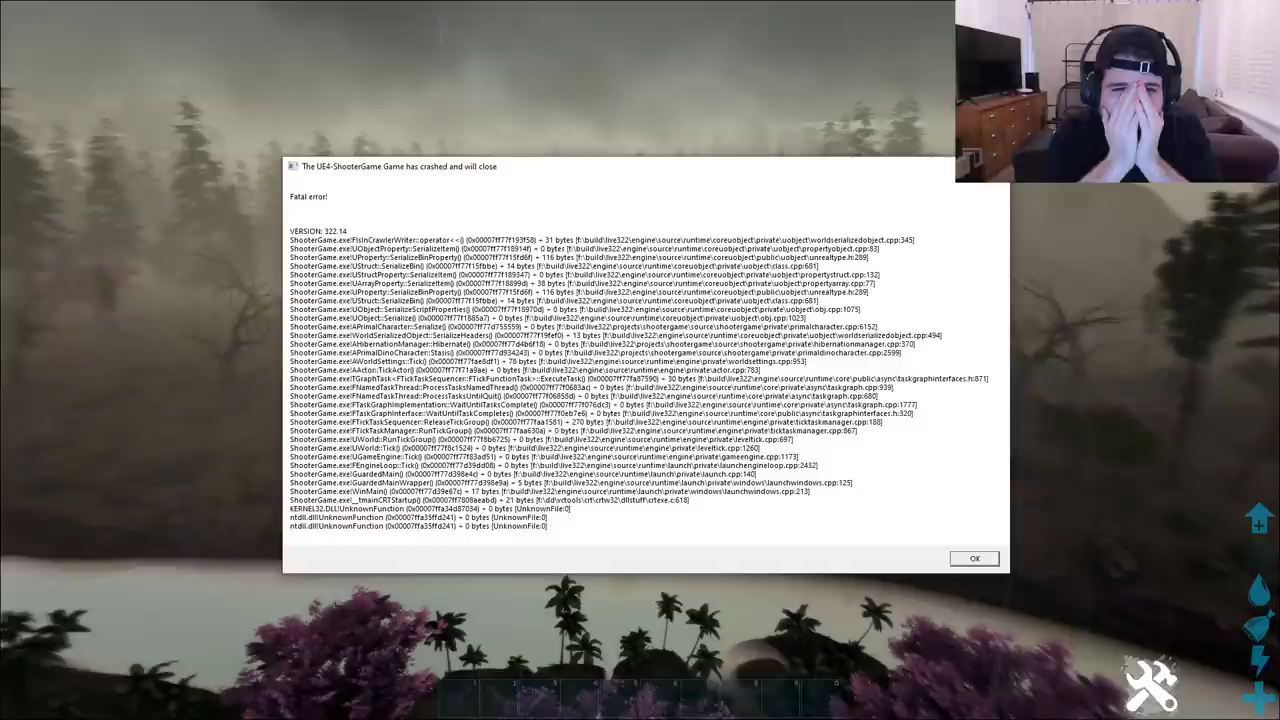 The UE4-ShooterGame Game has crashed and will close
Fatal error!
VERSION: 322.14
ShooterGame.exe!FIsInCrawlerWriter::operator<<() (0x00007ff77f193f58) + 31 bytes [f:\build\live322\engine\source\runtime\coreuobject\private\uobject\worldserializedobject.cpp:345]
ShooterGame.exe!UObjectProperty::SerializeItem() (0x00007ff77f18914f) + 0 bytes [f:\build\live322\engine\source\runtime\coreuobject\private\uobject\propertyobject.cpp:83]
ShooterGame.exe!UProperty::SerializeBinProperty() (0x00007ff77f15fd6f) + 116 bytes [f:\build\live322\engine\source\runtime\coreuobject\public\uobject\unrealtype.h:289]
ShooterGame.exe!UStruct::SerializeBin() (0x00007ff77f15fbbe) + 14 bytes [f:\build\live322\engine\source\runtime\coreuobject\private\uobject\class.cpp:681]
ShooterGame.exe!UStructProperty::SerializeItem() (0x00007ff77f189347) + 0 bytes [f:\build\live322\engine\source\runtime\coreuobject\private\uobject\propertystruct.cpp:132]
ShooterGame.exe!UArrayProperty::SerializeItem() (0x00007ff77f18899d) + 38 bytes [f:\build\live322\engine\source\runtime\coreuobject\private\uobject\propertyarray.cpp:77]
ShooterGame.exe!UProperty::SerializeBinProperty() (0x00007ff77f15fd6f) + 116 bytes [f:\build\live322\engine\source\runtime\coreuobject\public\uobject\unrealtype.h:289]
ShooterGame.exe!UStruct::SerializeBin() (0x00007ff77f15fbbe) + 14 bytes [f:\build\live322\engine\source\runtime\coreuobject\private\uobject\class.cpp:681]
ShooterGame.exe!UObject::SerializeScriptProperties() (0x00007ff77f18970d) + 0 bytes [f:\build\live322\engine\source\runtime\coreuobject\private\uobject\obj.cpp:1075]
ShooterGame.exe!UObject::Serialize() (0x00007ff77f1885a7) + 0 bytes [f:\build\live322\engine\source\runtime\coreuobject\private\uobject\obj.cpp:1023]
ShooterGame.exe!APrimalCharacter::Serialize() (0x00007ff77d755559) + 0 bytes [f:\build\live322\projects\shootergame\source\shootergame\private\primalcharacter.cpp:6152]
ShooterGame.exe!WorldSerializedObject::SerializeHeaders() (0x00007ff77f19fef0) + 13 bytes [f:\build\live322\engine\source\runtime\coreuobject\private\uobject\worldserializedobject.cpp:494]
ShooterGame.exe!AHibernationManager::Hibernate() (0x00007ff77d4b6f18) + 0 bytes [f:\build\live322\projects\shootergame\source\shootergame\private\hibernationmanager.cpp:370]
ShooterGame.exe!APrimalDinoCharacter::Stasis() (0x00007ff77d934243) + 0 bytes [f:\build\live322\projects\shootergame\source\shootergame\private\primaldinocharacter.cpp:2599]
ShooterGame.exe!AWorldSettings::Tick() (0x00007ff77fae0df1) + 78 bytes [f:\build\live322\engine\source\runtime\engine\private\worldsettings.cpp:953]
ShooterGame.exe!AActor::TickActor() (0x00007ff77f71a9ae) + 0 bytes [f:\build\live322\engine\source\runtime\engine\private\actor.cpp:783]
ShooterGame.exe!TGraphTask<FTickTaskSequencer::FTickFunctionTask>::ExecuteTask() (0x00007ff77fa87590) + 30 bytes [f:\build\live322\engine\source\runtime\core\public\async\taskgraphinterfaces.h:871]
ShooterGame.exe!FNamedTaskThread::ProcessTasksNamedThread() (0x00007ff77f0683ac) + 0 bytes [f:\build\live322\engine\source\runtime\core\private\async\taskgraph.cpp:939]
ShooterGame.exe!FNamedTaskThread::ProcessTasksUntilQuit() (0x00007ff77f06858d) + 0 bytes [f:\build\live322\engine\source\runtime\core\private\async\taskgraph.cpp:680]
ShooterGame.exe!FTaskGraphImplementation::WaitUntilTasksComplete() (0x00007ff77f076dc3) + 0 bytes [f:\build\live322\engine\source\runtime\core\private\async\taskgraph.cpp:1777]
ShooterGame.exe!FTaskGraphInterface::WaitUntilTaskCompletes() (0x00007ff77f0eb7e6) + 0 bytes [f:\build\live322\engine\source\runtime\core\public\async\taskgraphinterfaces.h:320]
ShooterGame.exe!FTickTaskSequencer::ReleaseTickGroup() (0x00007ff77faa1581) + 270 bytes [f:\build\live322\engine\source\runtime\engine\private\ticktaskmanager.cpp:188]
ShooterGame.exe!FTickTaskManager::RunTickGroup() (0x00007ff77faa630a) + 0 bytes [f:\build\live322\engine\source\runtime\engine\private\ticktaskmanager.cpp:867]
ShooterGame.exe!UWorld::RunTickGroup() (0x00007ff77f8b6725) + 0 bytes [f:\build\live322\engine\source\runtime\engine\private\leveltick.cpp:697]
ShooterGame.exe!UWorld::Tick() (0x00007ff77f8c1524) + 0 bytes [f:\build\live322\engine\source\runtime\engine\private\leveltick.cpp:1260]
ShooterGame.exe!UGameEngine::Tick() (0x00007ff77f83ad51) + 0 bytes [f:\build\live322\engine\source\runtime\engine\private\gameengine.cpp:1173]
ShooterGame.exe!FEngineLoop::Tick() (0x00007ff77d39dd08) + 0 bytes [f:\build\live322\engine\source\runtime\launch\private\launchengineloop.cpp:2432]
ShooterGame.exe!GuardedMain() (0x00007ff77d398e4c) + 0 bytes [f:\build\live322\engine\source\runtime\launch\private\launch.cpp:140]
ShooterGame.exe!GuardedMainWrapper() (0x00007ff77d398e9a) + 5 bytes [f:\build\live322\engine\source\runtime\launch\private\windows\launchwindows.cpp:125]
ShooterGame.exe!WinMain() (0x00007ff77d39e67c) + 17 bytes [f:\build\live322\engine\source\runtime\launch\private\windows\launchwindows.cpp:213]
ShooterGame.exe!__tmainCRTStartup() (0x00007ff7808aeabd) + 21 bytes [f:\dd\vctools\crt\crtw32\dllstuff\crtexe.c:618]
KERNEL32.DLL!UnknownFunction (0x00007ffa34d87034) + 0 bytes [UnknownFile:0]
ntdll.dll!UnknownFunction (0x00007ffa35ffd241) + 0 bytes [UnknownFile:0]
ntdll.dll!UnknownFunction (0x00007ffa35ffd241) + 0 bytes [UnknownFile:0]
OK
1 2 3 4 5 6 7 8 9 0